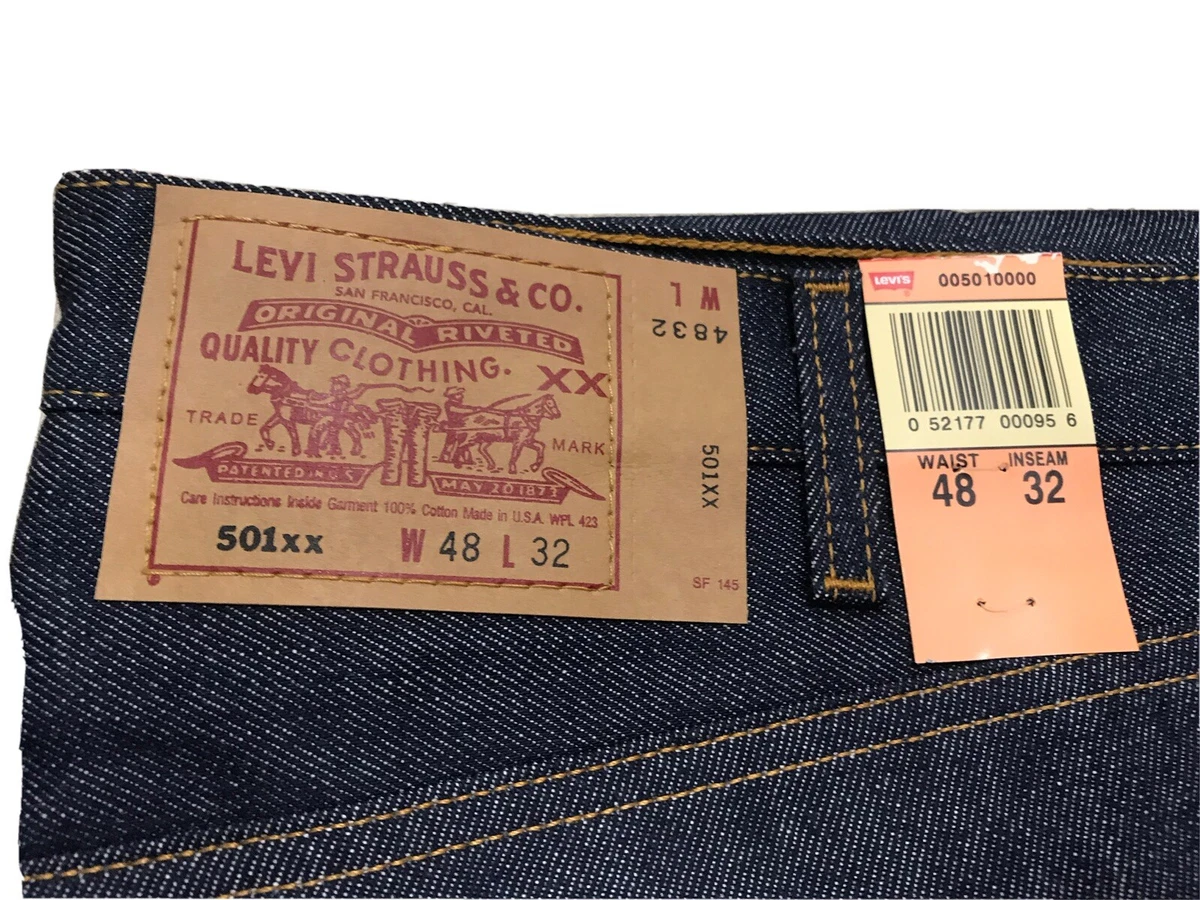 LEVI STRAUSS & CO.
SAN FRANCISCO, CAL.
ORIGINAL RIVETED
QUALITY CLOTHING.
XX
TRADE MARK
PATENTED IN U.S.
MAY 20 1873
Care Instructions Inside Garment 100% Cotton Made in U.S.A. WPL 423
501xx W 48 L 32
W L
4832
501XX
SF 145
Levi's
005010000
0 52177 00095 6
WAIST INSEAM
48 32